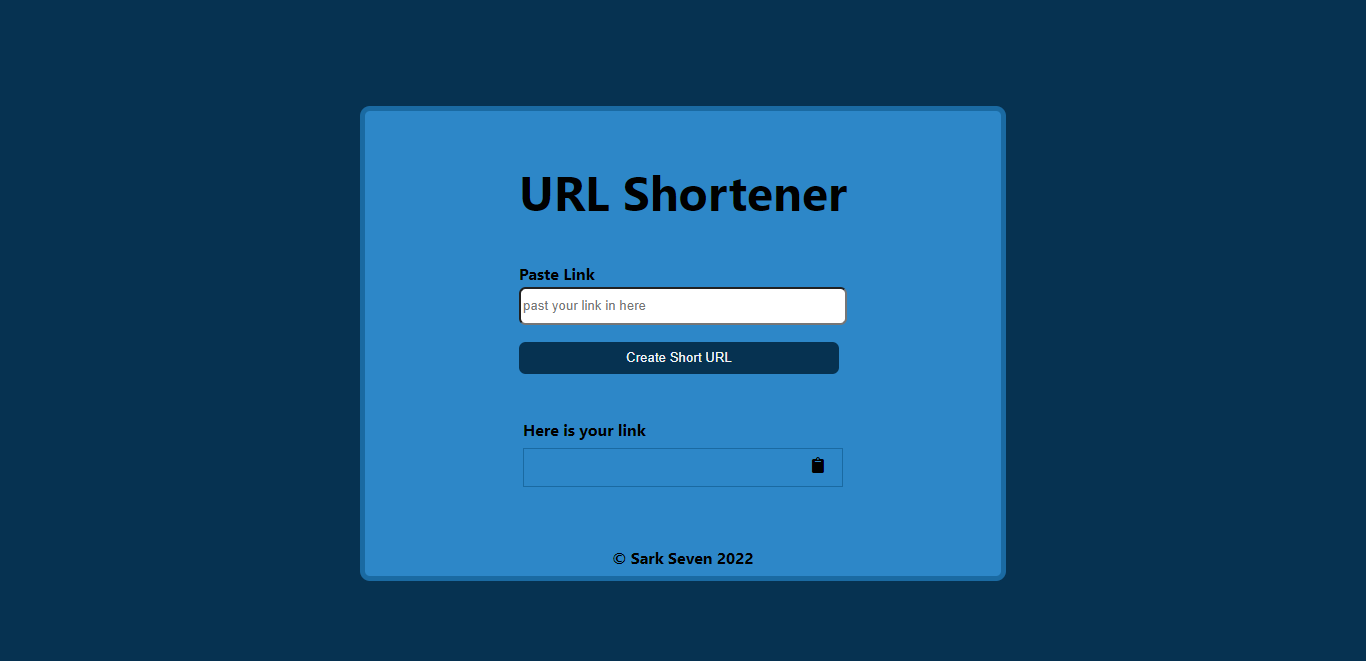 URL Shortener
Paste Link
past your link in here
Create Short URL
Here is your link
© Sark Seven 2022